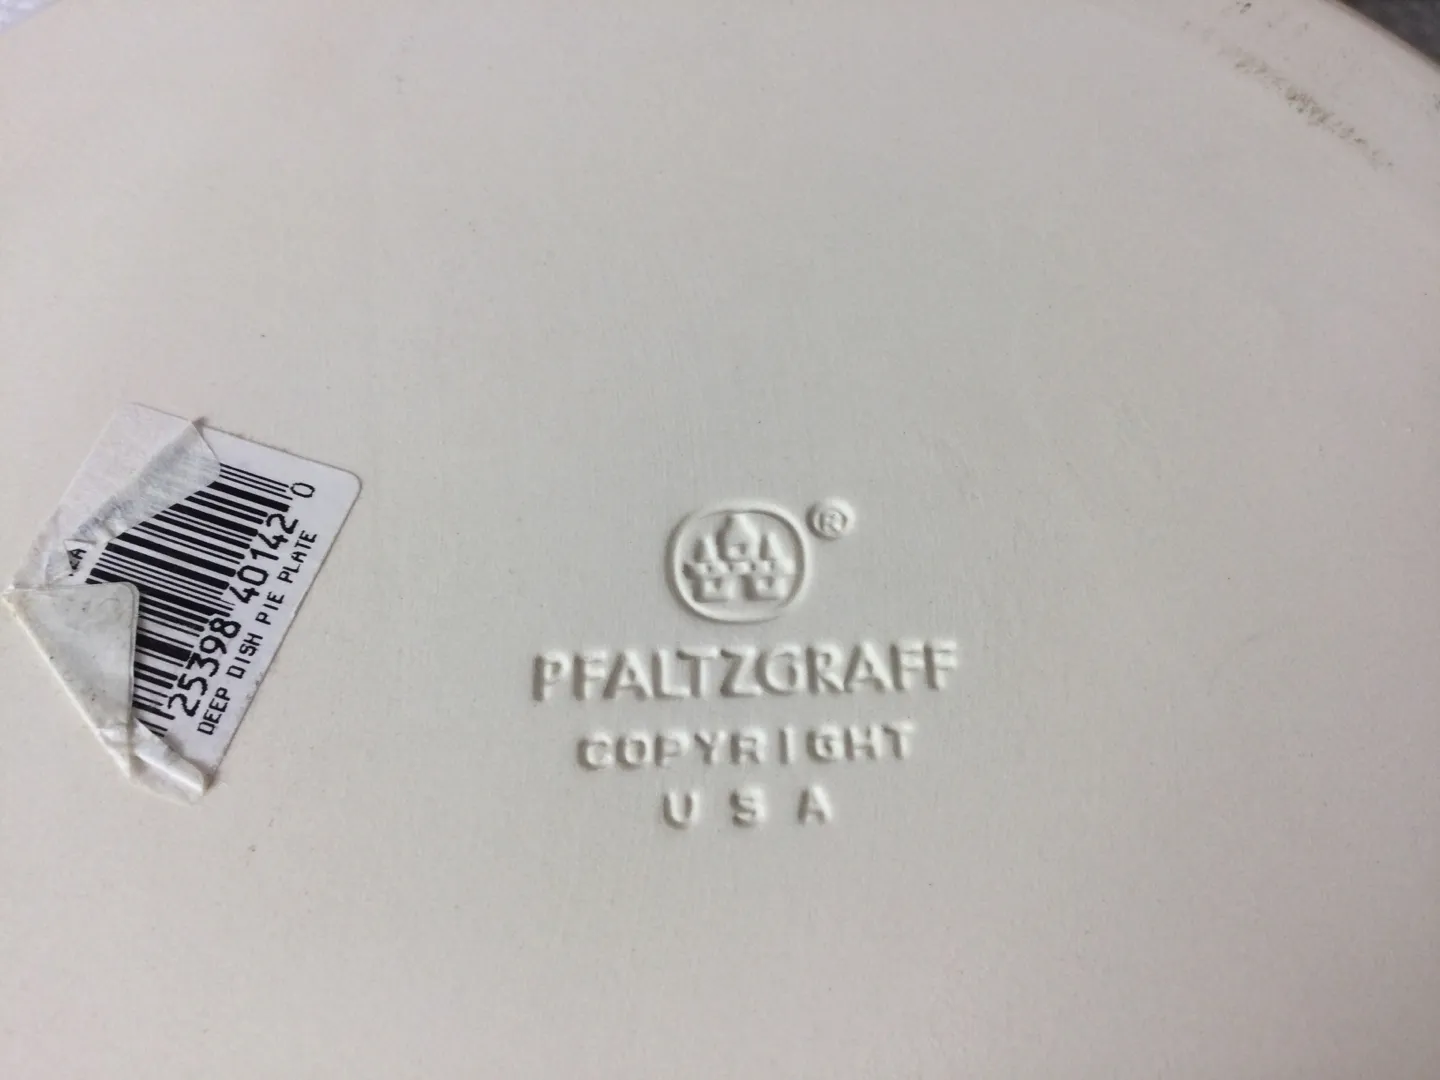 25398 40142 0
DEEP DISH PIE PLATE
®
PFALTZGRAFF
COPYRIGHT
U S A